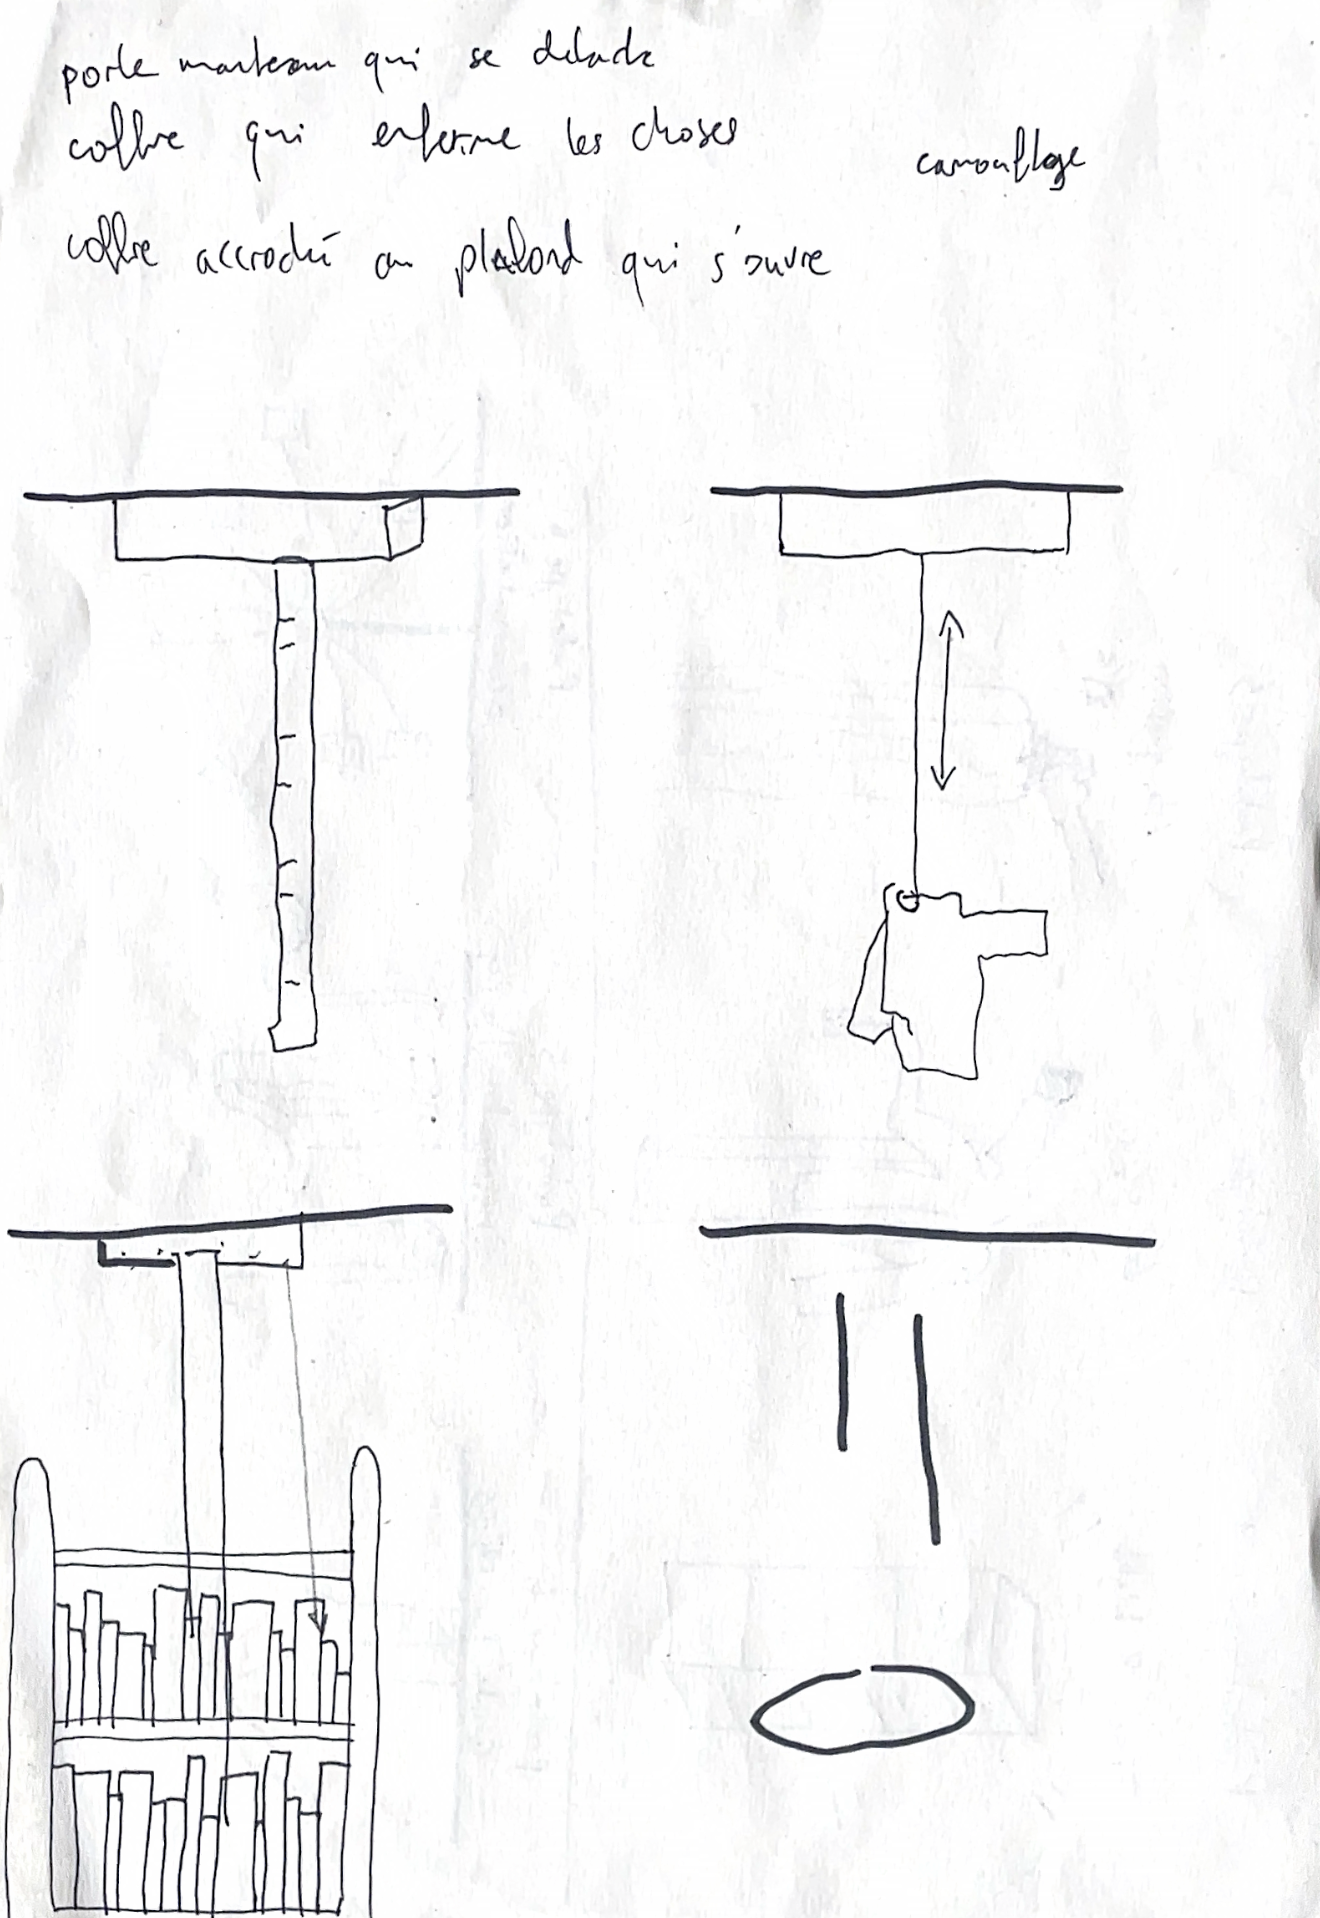 porte manteau qui se détache
coffre qui enferme les choses
camouflage
coffre accroché au plafond qui s'ouvre